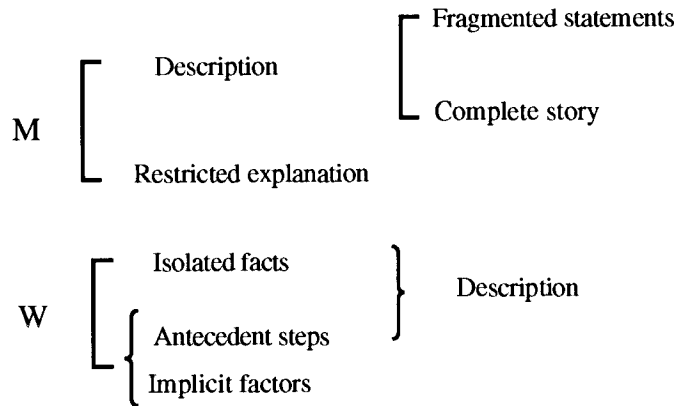 Fragmented statements
Description
Complete story
M
Restricted explanation
Isolated facts
Description
W
Antecedent steps
Implicit factors